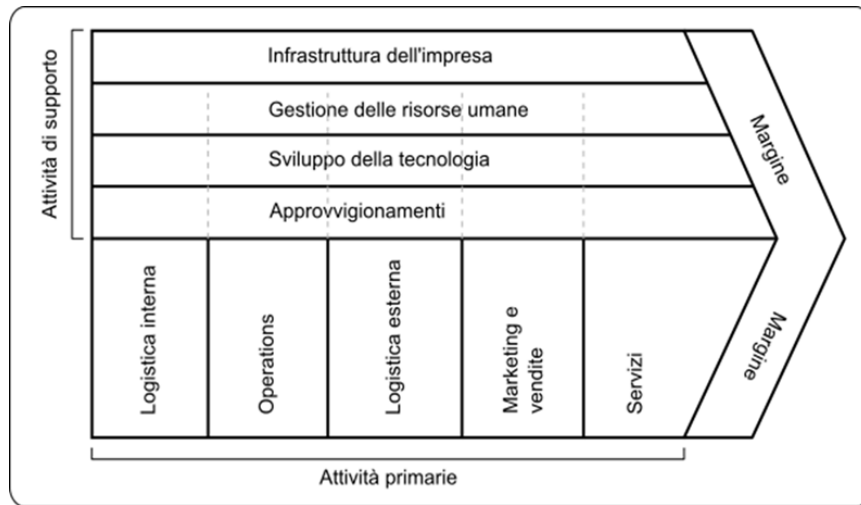 Attività di supporto
Infrastruttura dell'impresa
Gestione delle risorse umane
Sviluppo della tecnologia
Approvvigionamenti
Margine
Logistica interna
Operations
Logistica esterna
Marketing e
vendite
Servizi
Margine
Attività primarie